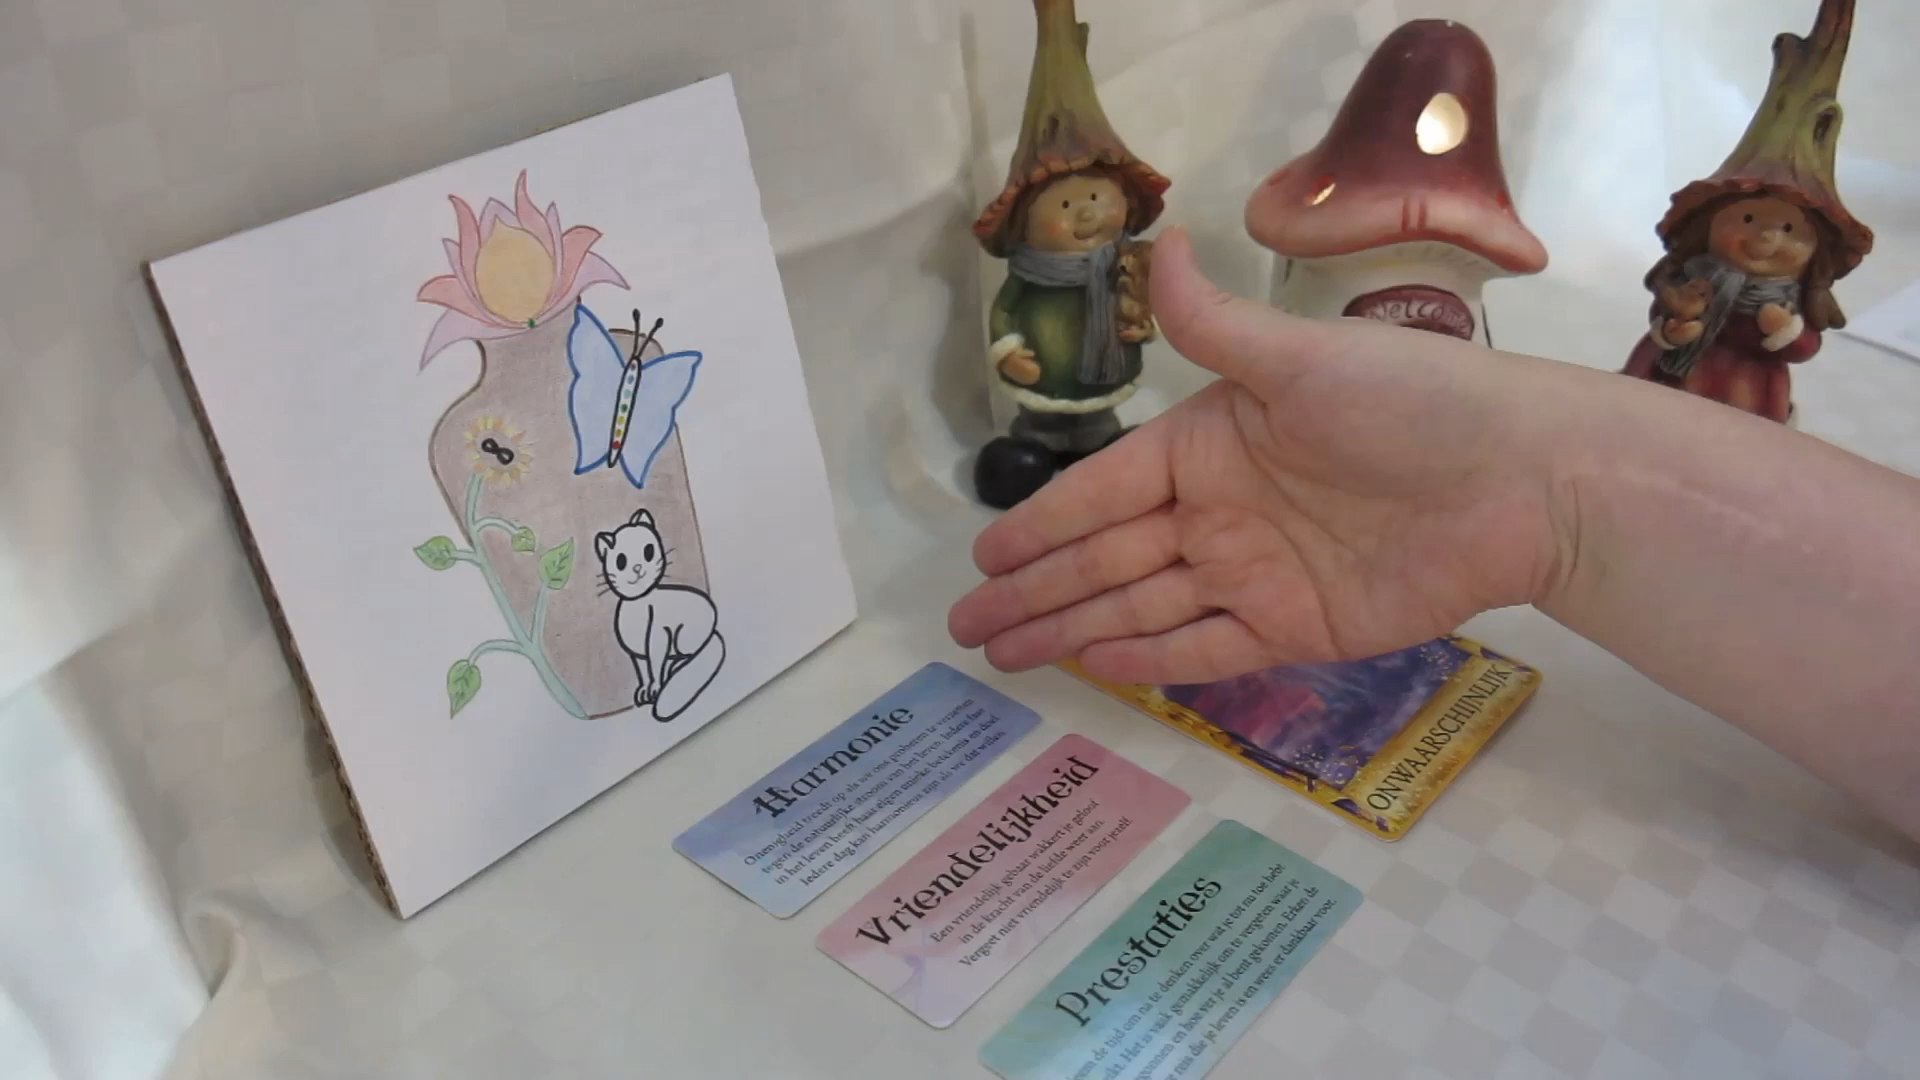 Welcome
Harmonie
Onenigheid treedt op als we ons proberen te verzetten
tegen de natuurlijke stroom van het leven. Iedere fase
in het leven heeft haar eigen unieke betekenis en doel.
Iedere dag kan harmonieus zijn als we dat willen.
Vriendelijkheid
Een vriendelijk gebaar wakkert je geloof
in de kracht van de liefde weer aan.
Vergeet niet vriendelijk te zijn voor jezelf.
Prestaties
de tijd om na te denken over wat je tot nu toe hebt
Het is vaak gemakkelijk om te vergeten waar je
en hoe ver je al bent gekomen. Erken de
reis die je leven is en wees er dankbaar voor.
ONWAARSCHIJNLIJK